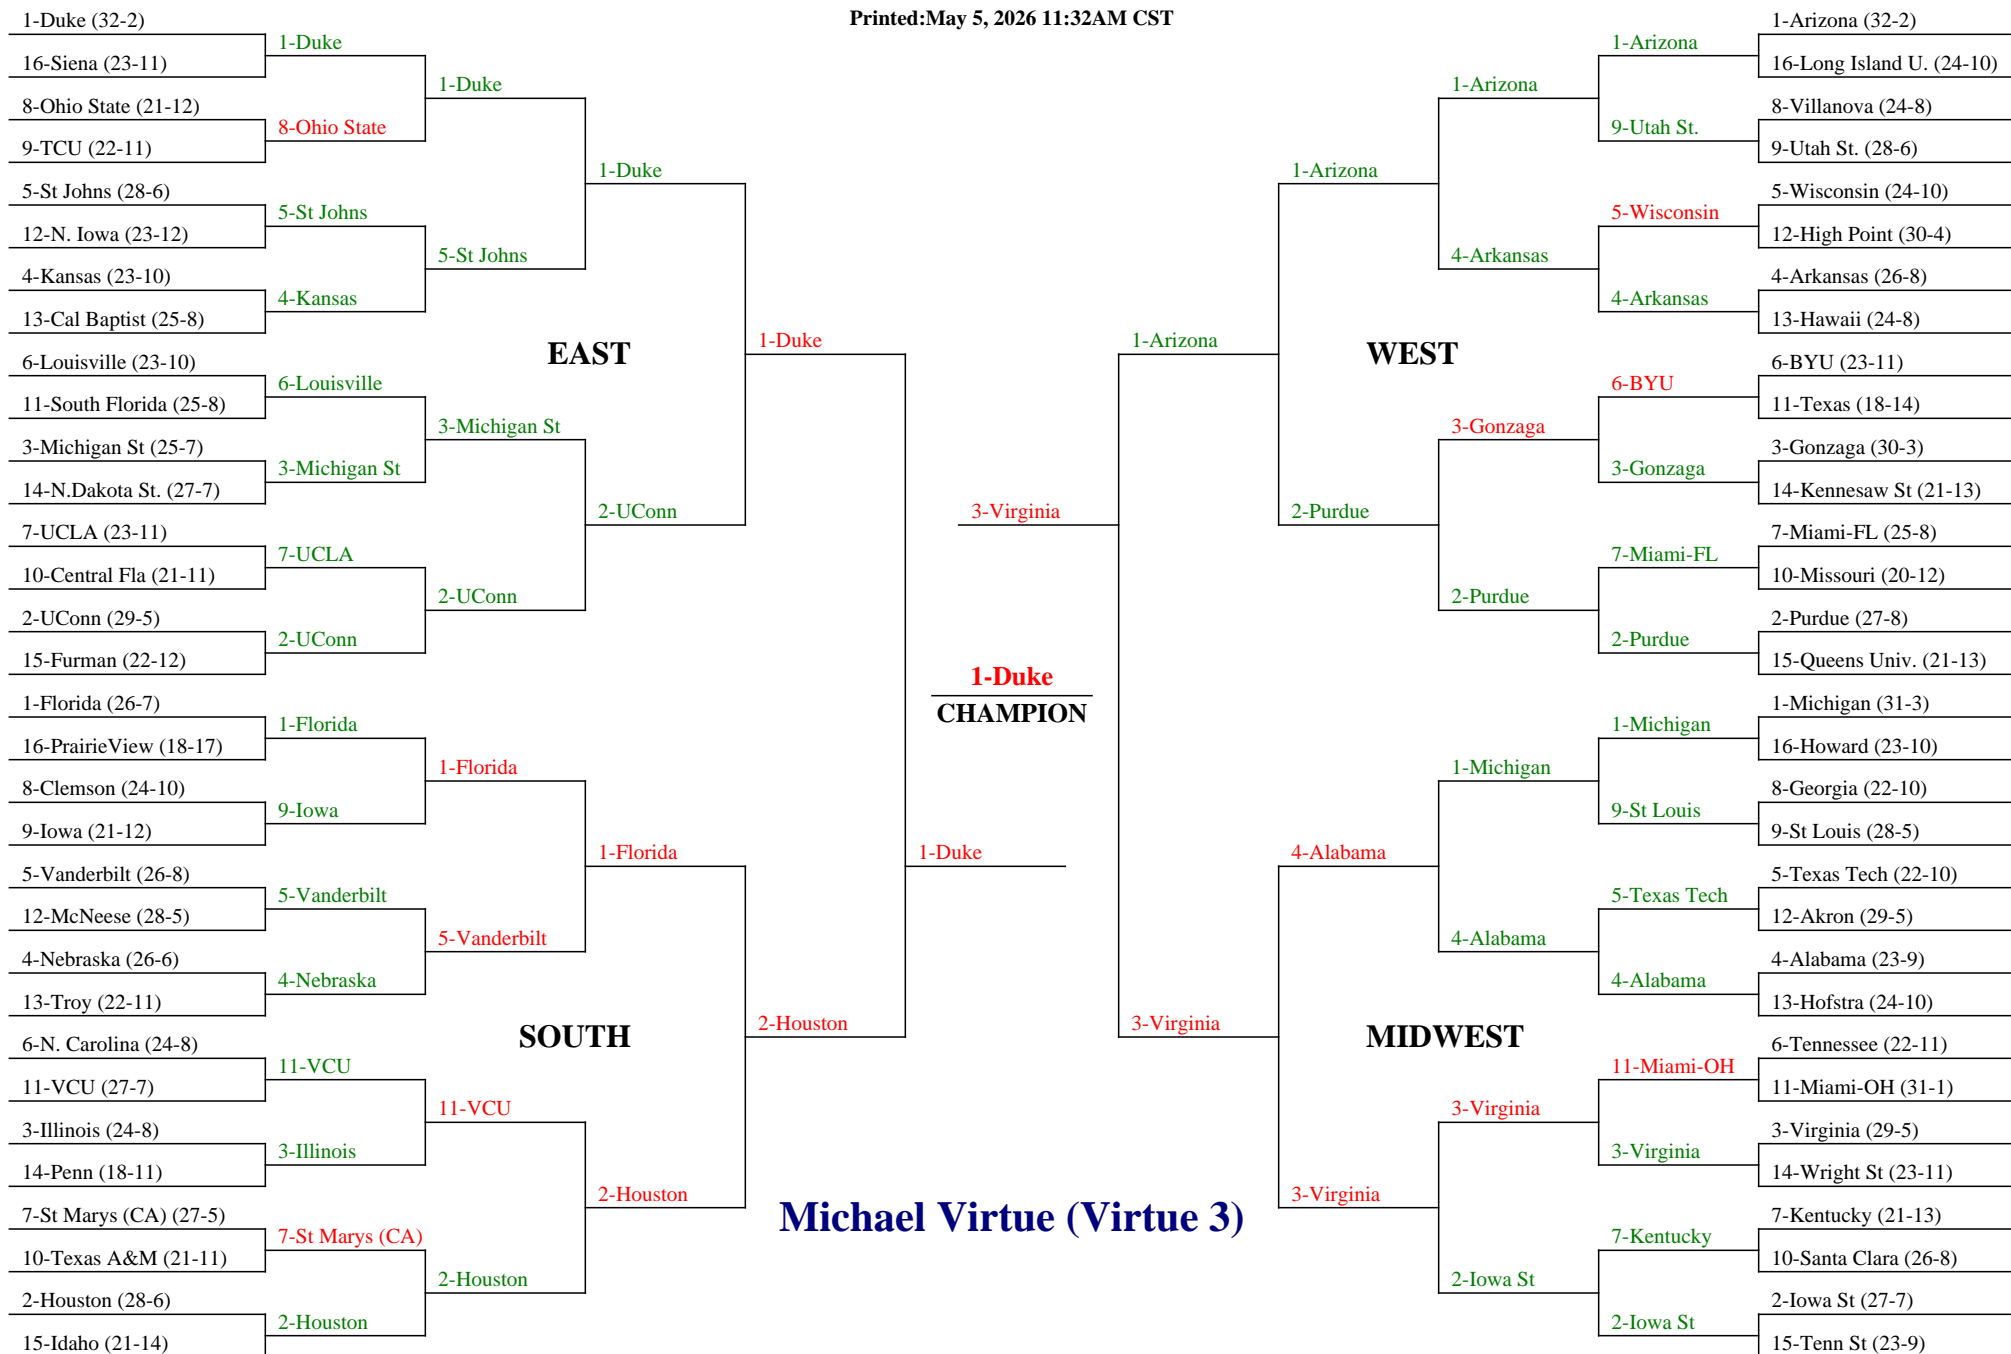 Printed:May 5, 2026 11:32AM CST
1-Duke (32-2)
16-Siena (23-11)
8-Ohio State (21-12)
9-TCU (22-11)
5-St Johns (28-6)
12-N. Iowa (23-12)
4-Kansas (23-10)
13-Cal Baptist (25-8)
6-Louisville (23-10)
11-South Florida (25-8)
3-Michigan St (25-7)
14-N.Dakota St. (27-7)
7-UCLA (23-11)
10-Central Fla (21-11)
2-UConn (29-5)
15-Furman (22-12)
1-Florida (26-7)
16-PrairieView (18-17)
8-Clemson (24-10)
9-Iowa (21-12)
5-Vanderbilt (26-8)
12-McNeese (28-5)
4-Nebraska (26-6)
13-Troy (22-11)
6-N. Carolina (24-8)
11-VCU (27-7)
3-Illinois (24-8)
14-Penn (18-11)
7-St Marys (CA) (27-5)
10-Texas A&M (21-11)
2-Houston (28-6)
15-Idaho (21-14)
1-Duke
8-Ohio State
5-St Johns
4-Kansas
6-Louisville
3-Michigan St
7-UCLA
2-UConn
1-Florida
9-Iowa
5-Vanderbilt
4-Nebraska
11-VCU
3-Illinois
7-St Marys (CA)
2-Houston
1-Duke
5-St Johns
3-Michigan St
2-UConn
1-Florida
5-Vanderbilt
11-VCU
2-Houston
EAST
SOUTH
1-Duke
2-UConn
1-Florida
2-Houston
1-Duke
2-Houston
1-Duke
3-Virginia
1-Duke
CHAMPION
Michael Virtue (Virtue 3)
1-Arizona
3-Virginia
1-Arizona
2-Purdue
4-Alabama
3-Virginia
WEST
MIDWEST
1-Arizona
4-Arkansas
3-Gonzaga
2-Purdue
1-Michigan
4-Alabama
3-Virginia
2-Iowa St
1-Arizona
9-Utah St.
5-Wisconsin
4-Arkansas
6-BYU
3-Gonzaga
7-Miami-FL
2-Purdue
1-Michigan
9-St Louis
5-Texas Tech
4-Alabama
11-Miami-OH
3-Virginia
7-Kentucky
2-Iowa St
1-Arizona (32-2)
16-Long Island U. (24-10)
8-Villanova (24-8)
9-Utah St. (28-6)
5-Wisconsin (24-10)
12-High Point (30-4)
4-Arkansas (26-8)
13-Hawaii (24-8)
6-BYU (23-11)
11-Texas (18-14)
3-Gonzaga (30-3)
14-Kennesaw St (21-13)
7-Miami-FL (25-8)
10-Missouri (20-12)
2-Purdue (27-8)
15-Queens Univ. (21-13)
1-Michigan (31-3)
16-Howard (23-10)
8-Georgia (22-10)
9-St Louis (28-5)
5-Texas Tech (22-10)
12-Akron (29-5)
4-Alabama (23-9)
13-Hofstra (24-10)
6-Tennessee (22-11)
11-Miami-OH (31-1)
3-Virginia (29-5)
14-Wright St (23-11)
7-Kentucky (21-13)
10-Santa Clara (26-8)
2-Iowa St (27-7)
15-Tenn St (23-9)